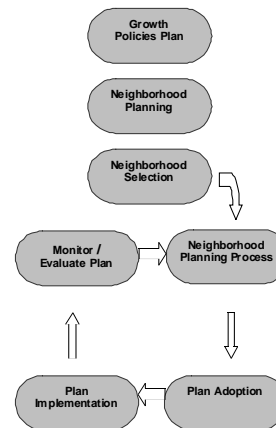 Growth
Policies Plan
Neighborhood
Planning
Neighborhood
Selection
Monitor /
Evaluate Plan
Neighborhood
Planning Process
Plan
Implementation
Plan Adoption